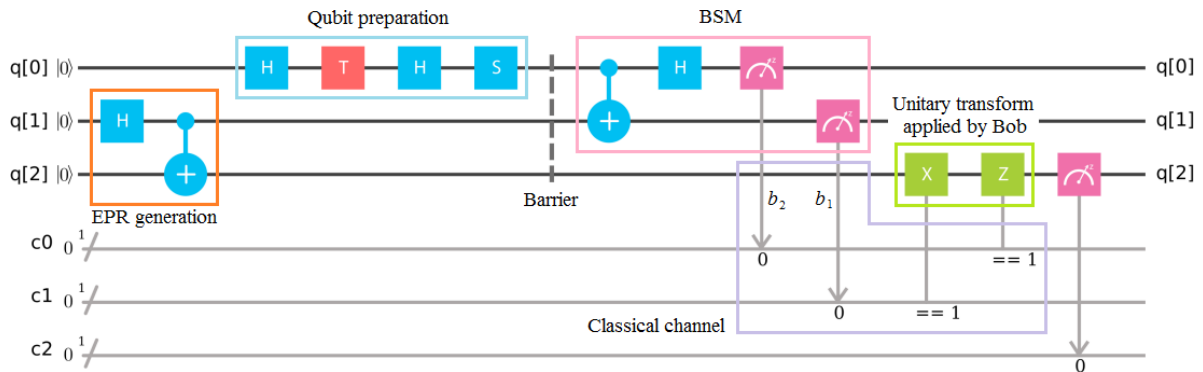 Qubit preparation
BSM
q[0] |0⟩ H T H S H z q[0]
Unitary transform
applied by Bob
q[1] |0⟩ H z q[1]
q[2] |0⟩ X Z z q[2]
EPR generation
Barrier
b₂ b₁
c0 0 1
0 == 1
c1 0 1
0 == 1
Classical channel
c2 0 1
0